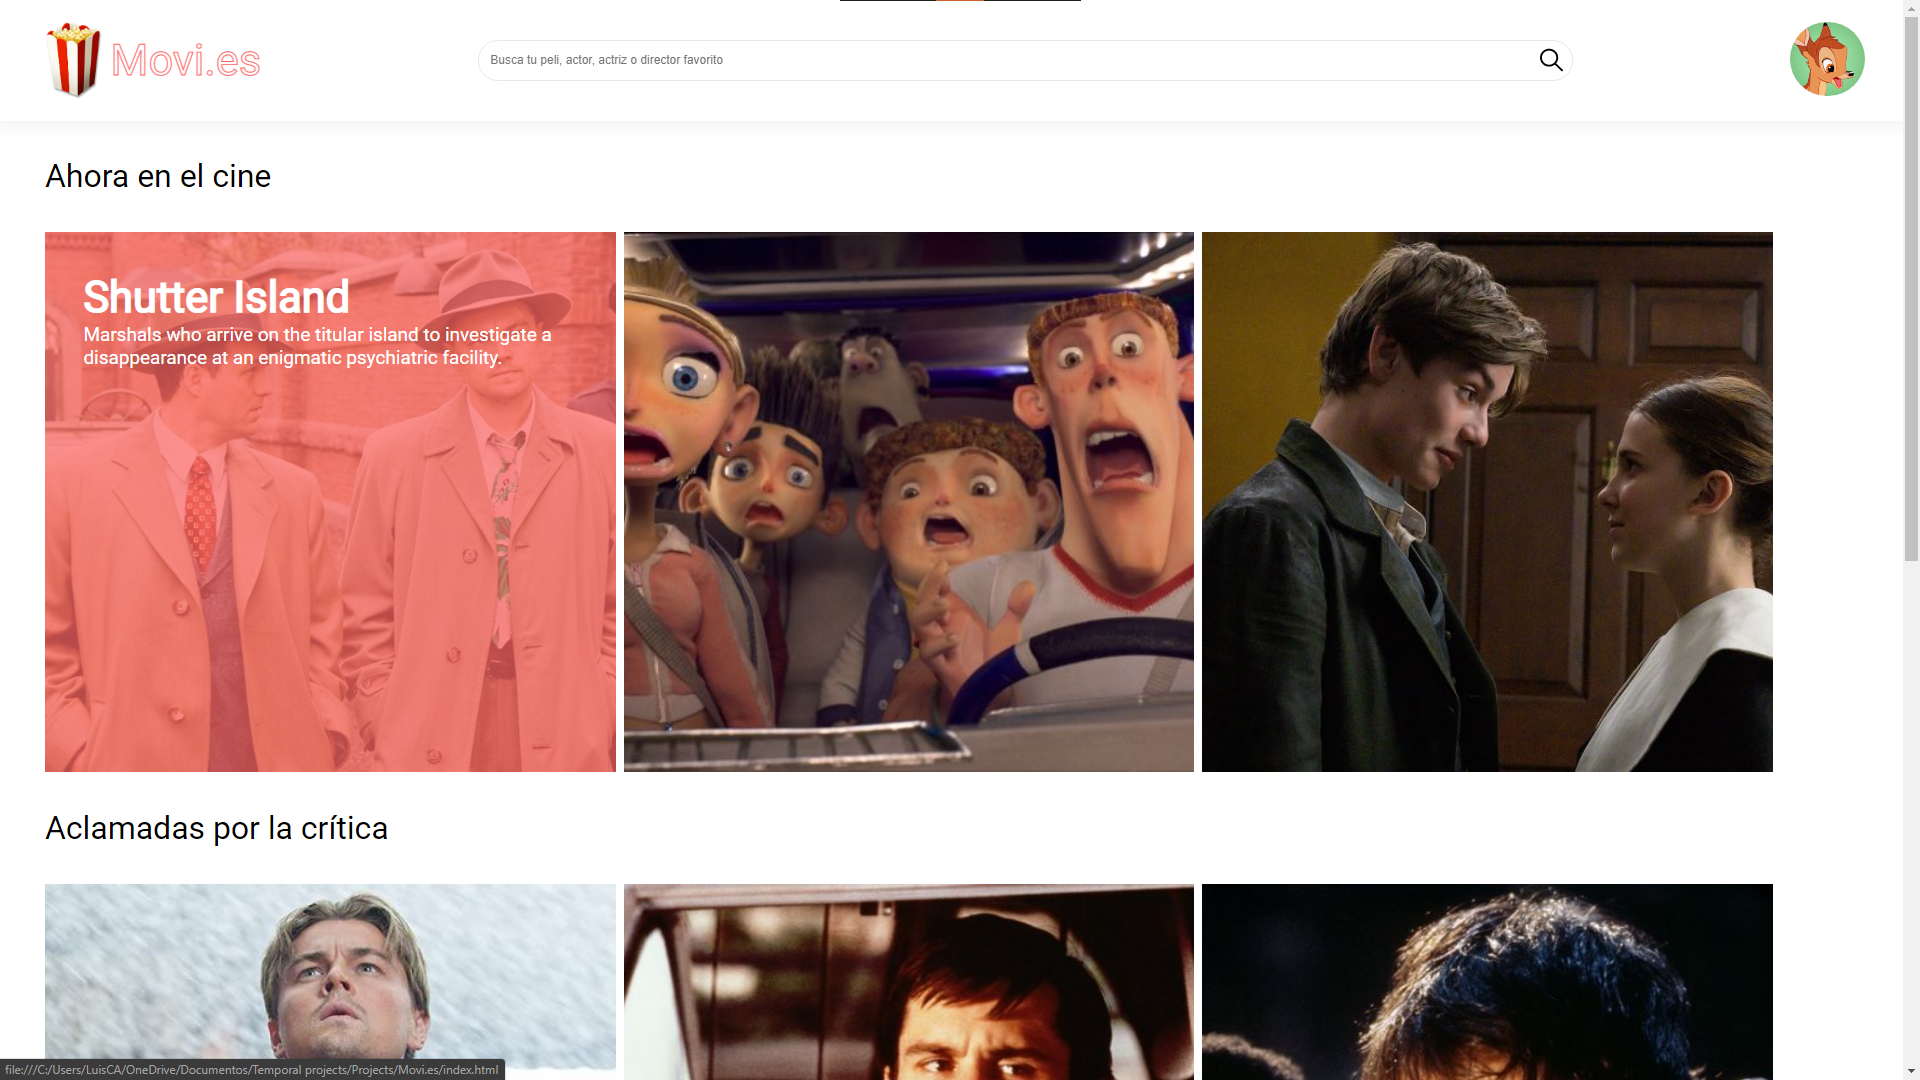 Movi.es
Busca tu peli, actor, actriz o director favorito
Ahora en el cine
Shutter Island
Marshals who arrive on the titular island to investigate a
disappearance at an enigmatic psychiatric facility.
Aclamadas por la crítica
file:///C:/Users/LuisCA/OneDrive/Documentos/Temporal projects/Projects/Movi.es/index.html